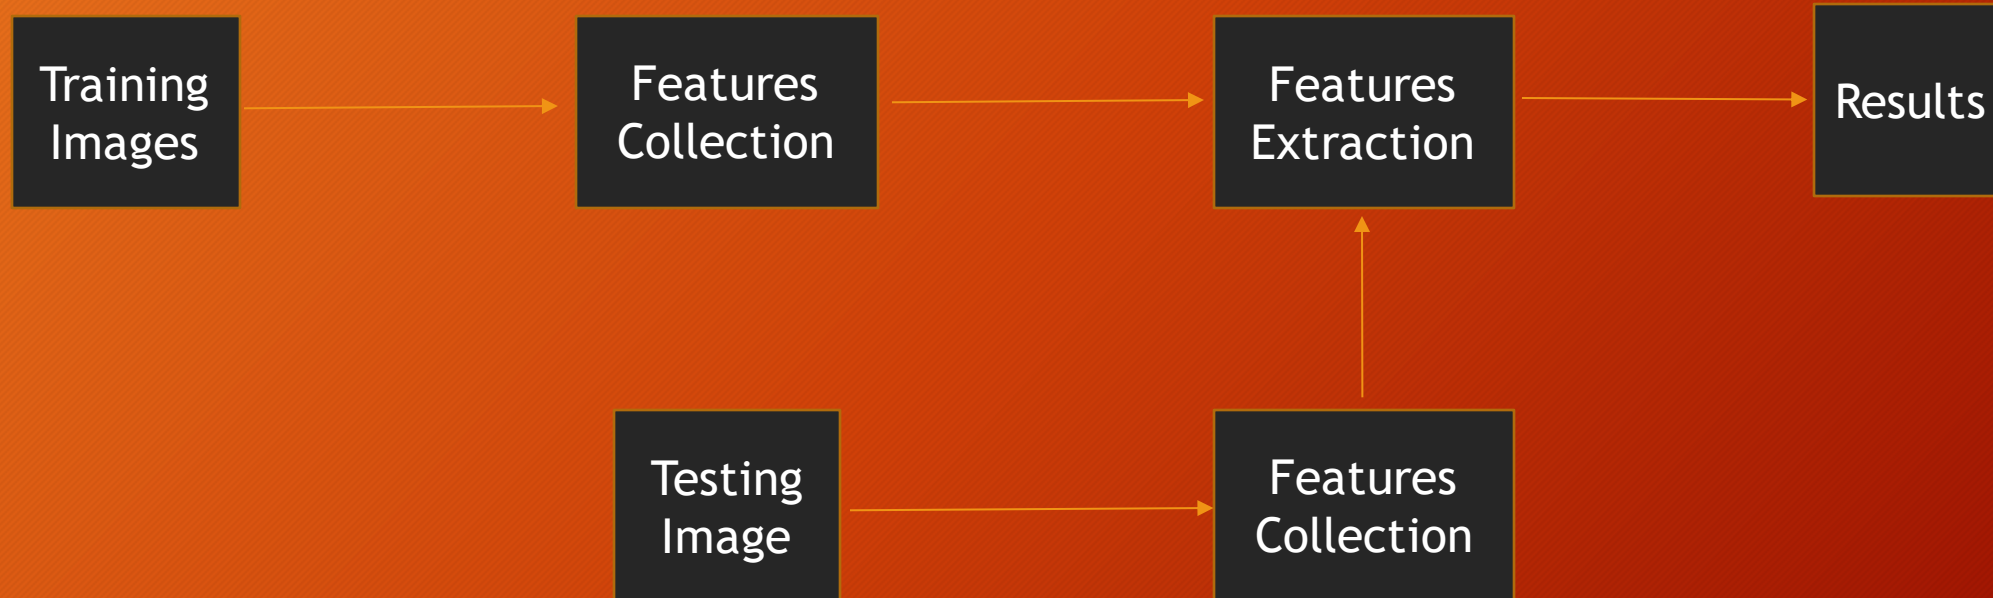 Training
Images
Features
Collection
Features
Extraction
Results
Testing
Image
Features
Collection